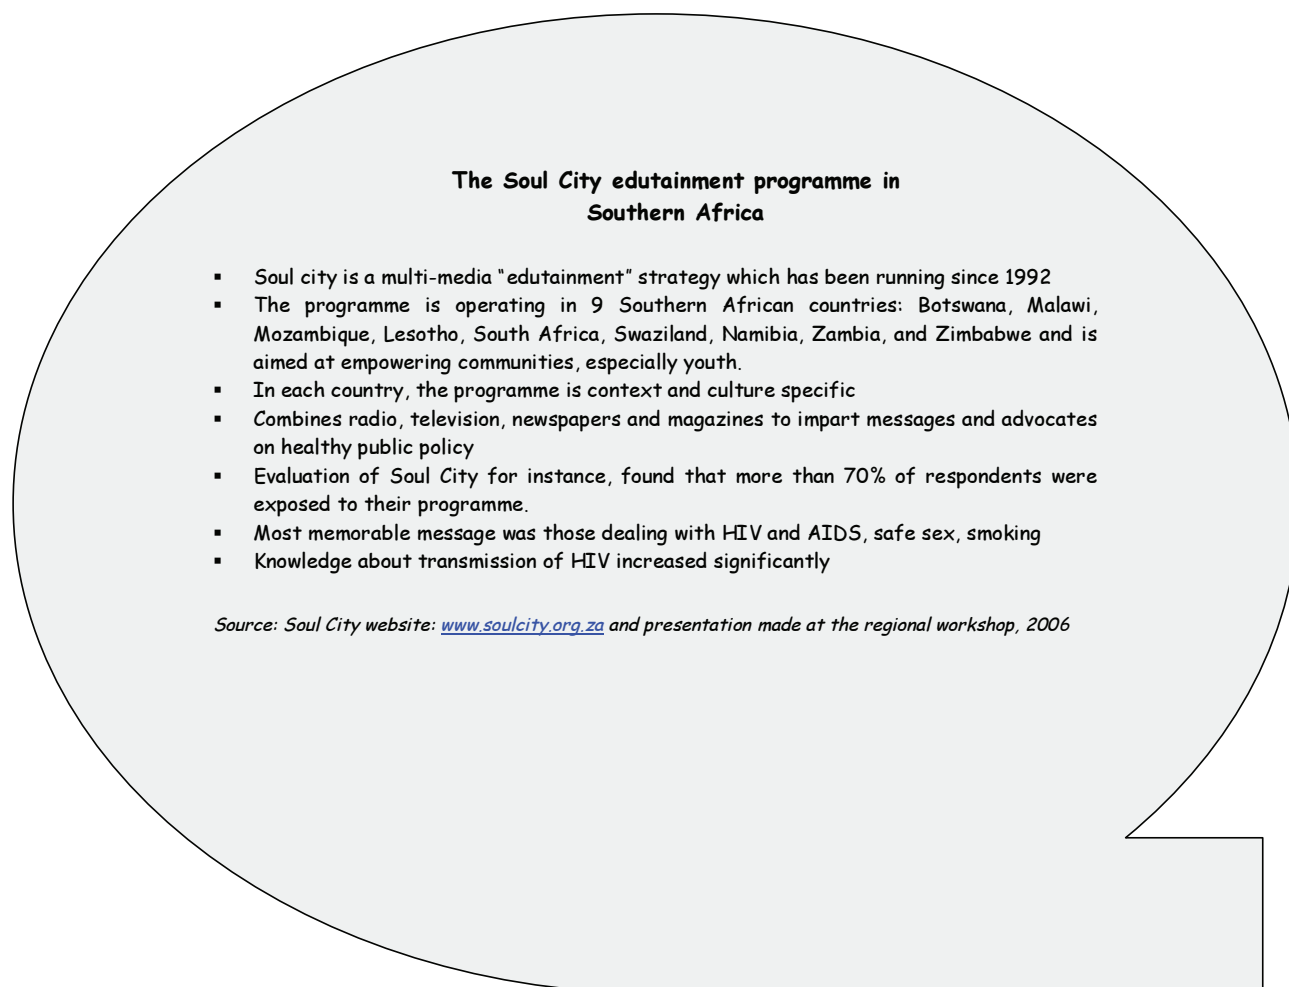 The Soul City edutainment programme in
Southern Africa
▪ Soul city is a multi-media “edutainment” strategy which has been running since 1992
▪ The programme is operating in 9 Southern African countries: Botswana, Malawi,
Mozambique, Lesotho, South Africa, Swaziland, Namibia, Zambia, and Zimbabwe and is
aimed at empowering communities, especially youth.
▪ In each country, the programme is context and culture specific
▪ Combines radio, television, newspapers and magazines to impart messages and advocates
on healthy public policy
▪ Evaluation of Soul City for instance, found that more than 70% of respondents were
exposed to their programme.
▪ Most memorable message was those dealing with HIV and AIDS, safe sex, smoking
▪ Knowledge about transmission of HIV increased significantly
Source: Soul City website: www.soulcity.org.za and presentation made at the regional workshop, 2006